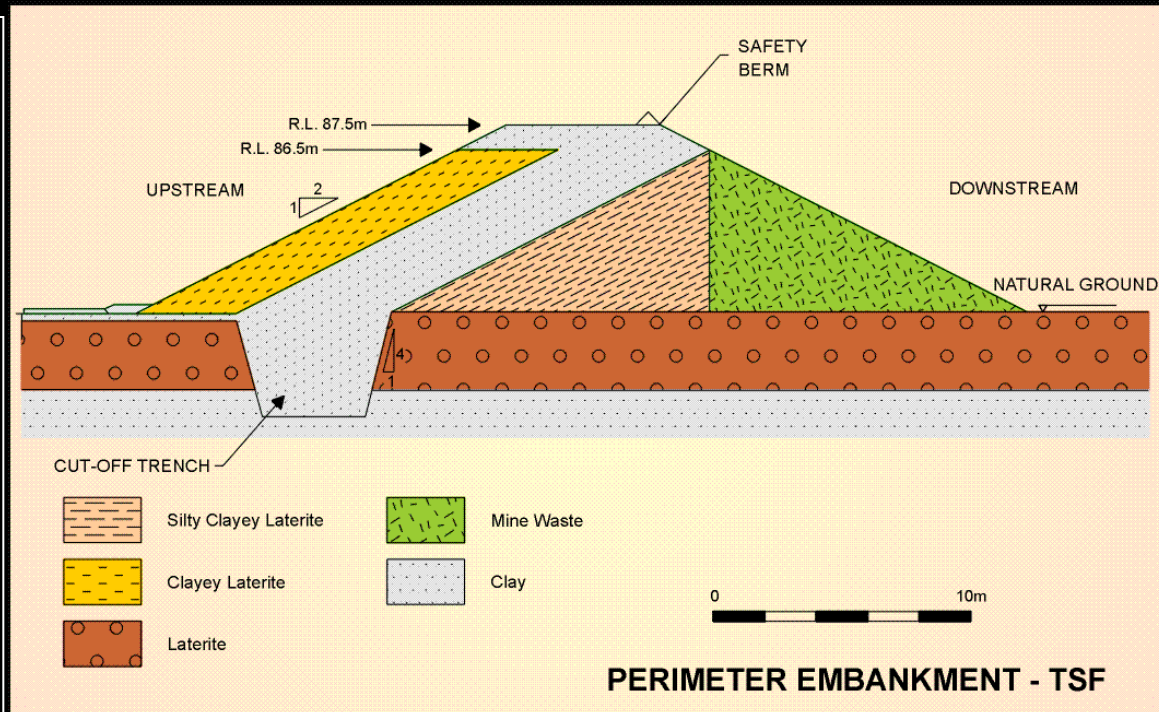 SAFETY
BERM
R.L. 87.5m
R.L. 86.5m
UPSTREAM
2
1
DOWNSTREAM
NATURAL GROUND
4
1
CUT-OFF TRENCH
Silty Clayey Laterite
Mine Waste
Clayey Laterite
Clay
0
10m
Laterite
PERIMETER EMBANKMENT - TSF